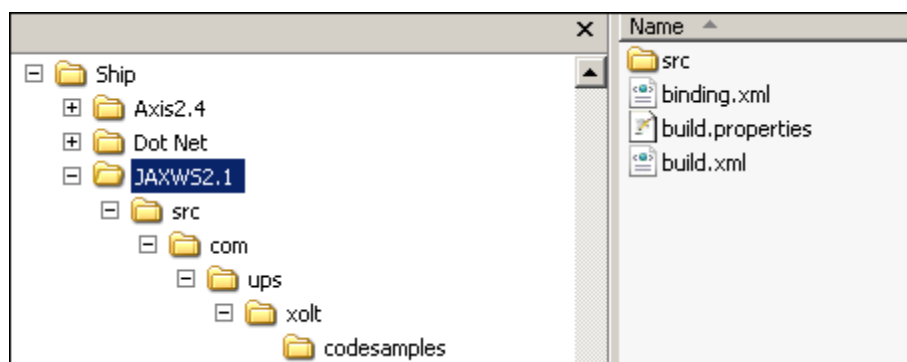 Ship
Axis2.4
Dot Net
JAXWS2.1
src
com
ups
xolt
codesamples
Name
src
binding.xml
build.properties
build.xml